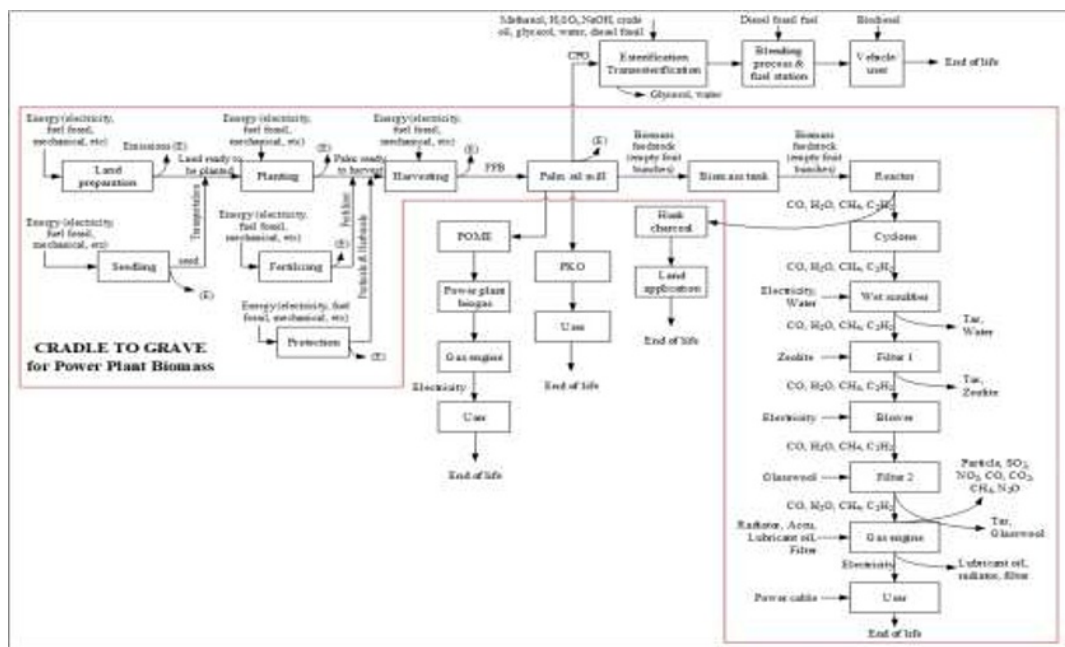 Methanol, H₂SO₄, NaOH, crude
oil, glycerol, water, diesel fossil
Diesel fossil fuel
Biodiesel
CPO
Esterification
Transesterification
Blending
process &
fuel station
Vehicle/
user
End of life
Glycerol, water
Energy (electricity,
fuel fossil,
mechanical, etc)
Emissions (E)
Land
preparation
Land ready to
be planted
Energy (electricity,
fuel fossil,
mechanical, etc)
(E)
Planting
Palm ready
to harvest
Energy (electricity,
fuel fossil,
mechanical, etc)
(E)
Harvesting
FFB
(E)
Palm oil mill
Biomass
feedstock
(empty fruit
bunches)
Biomass tank
Biomass
feedstock
(empty fruit
bunches)
Reactor
CO, H₂O, CH₄, C₂H₂
Energy (electricity,
fuel fossil,
mechanical, etc)
Seedling
seed
Transportation
(E)
Energy (electricity,
fuel fossil,
mechanical, etc)
(E)
Fertilizing
Fertilizer
Energy (electricity, fuel
fossil, mechanical, etc)
Protection
(E)
CRADLE TO GRAVE
for Power Plant Biomass
POME
Power plant
biogas
Gas engine
Electricity
User
End of life
PKO
User
End of life
Husk
charcoal
Land
application
End of life
Cyclone
CO, H₂O, CH₄, C₂H₂
Electricity,
Water
Wet scrubber
Tar,
Water
CO, H₂O, CH₄, C₂H₂
Zeolite
Filter 1
Tar,
Zeolite
CO, H₂O, CH₄, C₂H₂
Electricity
Blower
CO, H₂O, CH₄, C₂H₂
Glasswool
Filter 2
Particle, SO₂,
NO₂, CO, CO₂,
CH₄, N₂O
CO, H₂O, CH₄, C₂H₂
Tar,
Glasswool
Radiator, Accu,
Lubricant oil,
Filter
Gas engine
Electricity
Lubricant oil,
radiator, filter
Power cable
User
End of life